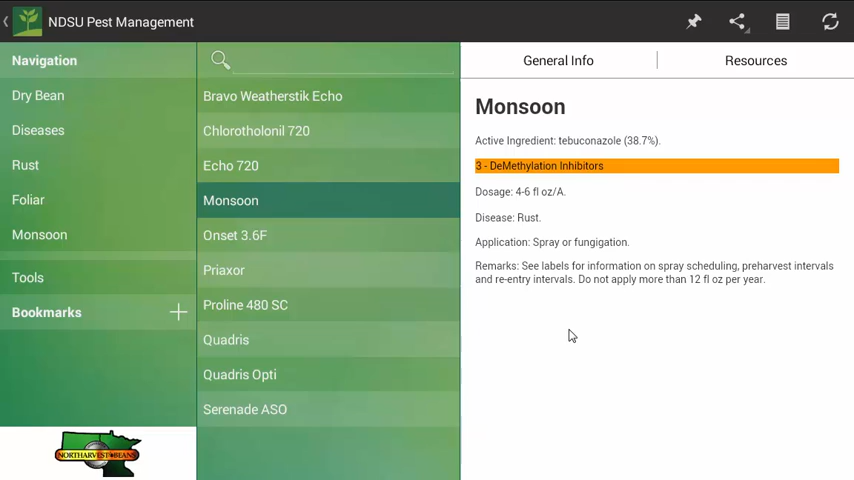 NDSU Pest Management
Navigation
Dry Bean
Diseases
Rust
Foliar
Monsoon
Tools
Bookmarks
NORTHARVEST BEANS
Bravo Weatherstik Echo
Chlorotholonil 720
Echo 720
Monsoon
Onset 3.6F
Priaxor
Proline 480 SC
Quadris
Quadris Opti
Serenade ASO
General Info
Resources
Monsoon
Active Ingredient: tebuconazole (38.7%).
3 - DeMethylation Inhibitors
Dosage: 4-6 fl oz/A.
Disease: Rust.
Application: Spray or fungigation.
Remarks: See labels for information on spray scheduling, preharvest intervals
and re-entry intervals. Do not apply more than 12 fl oz per year.